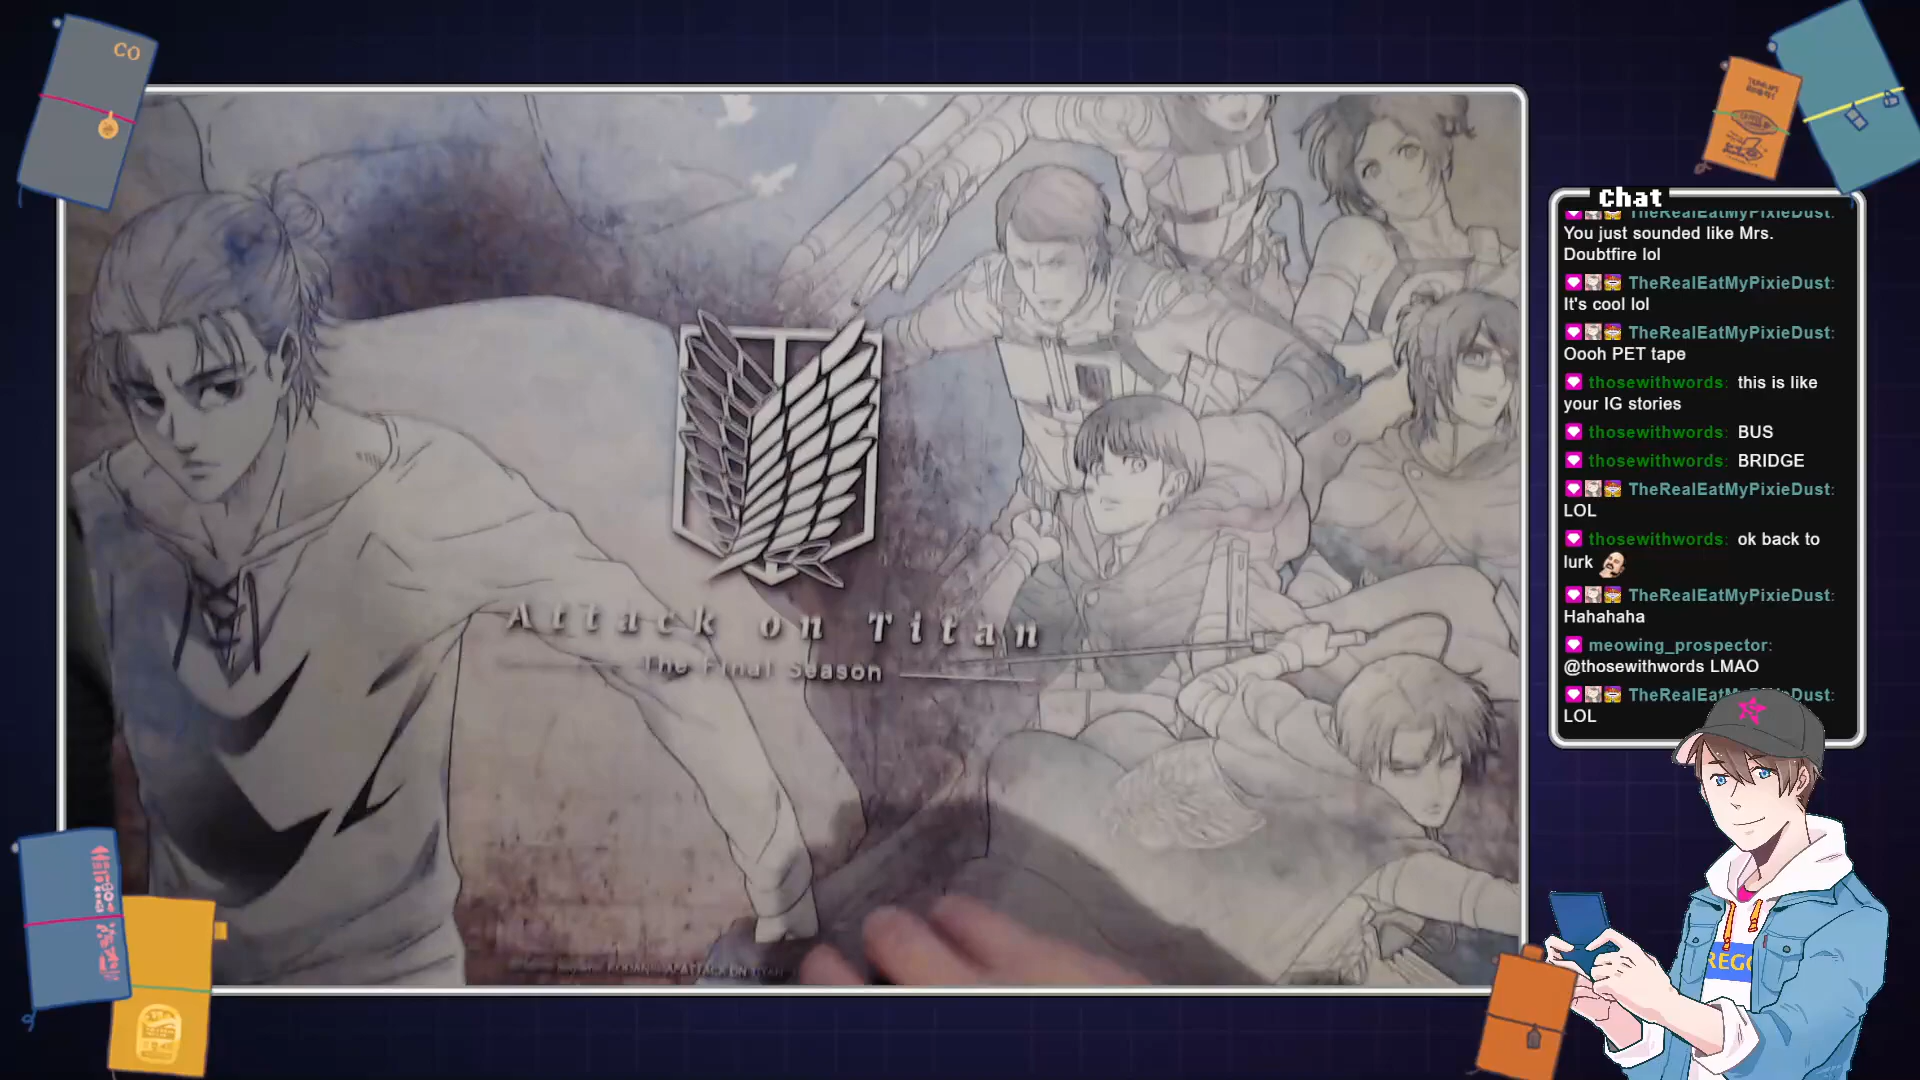 CO
chat
TheRealEatMyPixieDust:
You just sounded like Mrs.
Doubtfire lol
TheRealEatMyPixieDust:
It's cool lol
TheRealEatMyPixieDust:
Oooh PET tape
thosewithwords: this is like
your IG stories
thosewithwords: BUS
thosewithwords: BRIDGE
TheRealEatMyPixieDust:
LOL
thosewithwords: ok back to
lurk
TheRealEatMyPixieDust:
Hahahaha
meowing_prospector:
@thosewithwords LMAO
TheRealEatMyPixieDust:
LOL
Attack on Titan
The Final Season